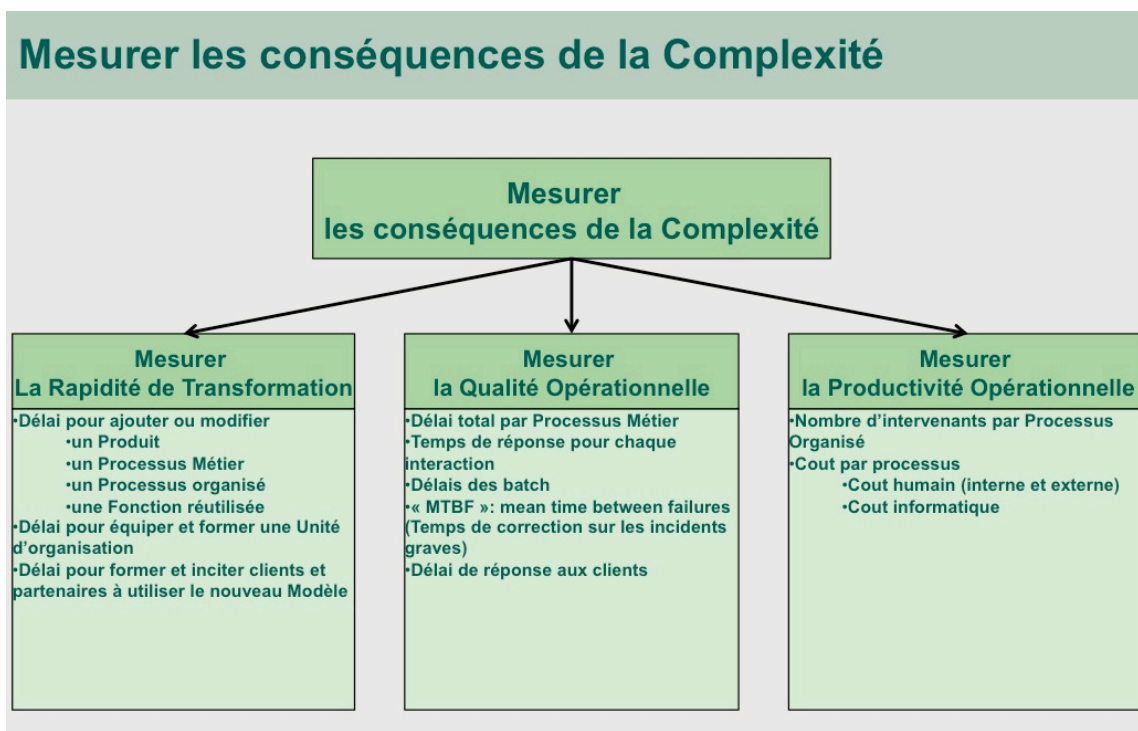 Mesurer les conséquences de la Complexité
Mesurer
les conséquences de la Complexité
Mesurer
La Rapidité de Transformation
•Délai pour ajouter ou modifier
•un Produit
•un Processus Métier
•un Processus organisé
•une Fonction réutilisée
•Délai pour équiper et former une Unité
d'organisation
•Délai pour former et inciter clients et
partenaires à utiliser le nouveau Modèle
Mesurer
la Qualité Opérationnelle
•Délai total par Processus Métier
•Temps de réponse pour chaque
interaction
•Délais des batch
•« MTBF »: mean time between failures
(Temps de correction sur les incidents
graves)
•Délai de réponse aux clients
Mesurer
la Productivité Opérationnelle
•Nombre d'intervenants par Processus
Organisé
•Cout par processus
•Cout humain (interne et externe)
•Cout informatique